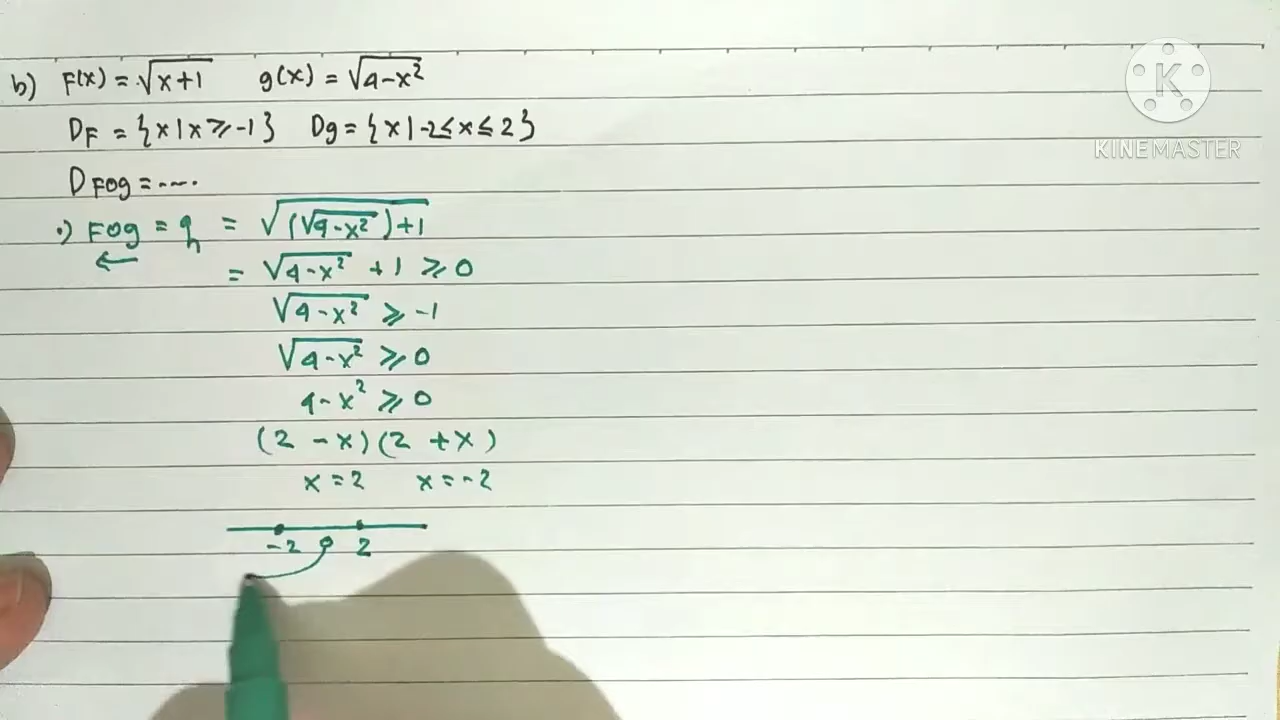 b) F(x) = √x+1 g(x) = √4-x²
DF = {x|x ≥ -1} Dg = {x|-2 ≤ x ≤ 2}
DFog = ....
.) Fog = = √(√4-x²)+1
= √4-x² + 1 ≥ 0
√4-x² ≥ -1
√4-x² ≥ 0
4-x² ≥ 0
(2 - x)(2 + x)
x = 2 x = -2
-2 0 2
K
KINEMASTER